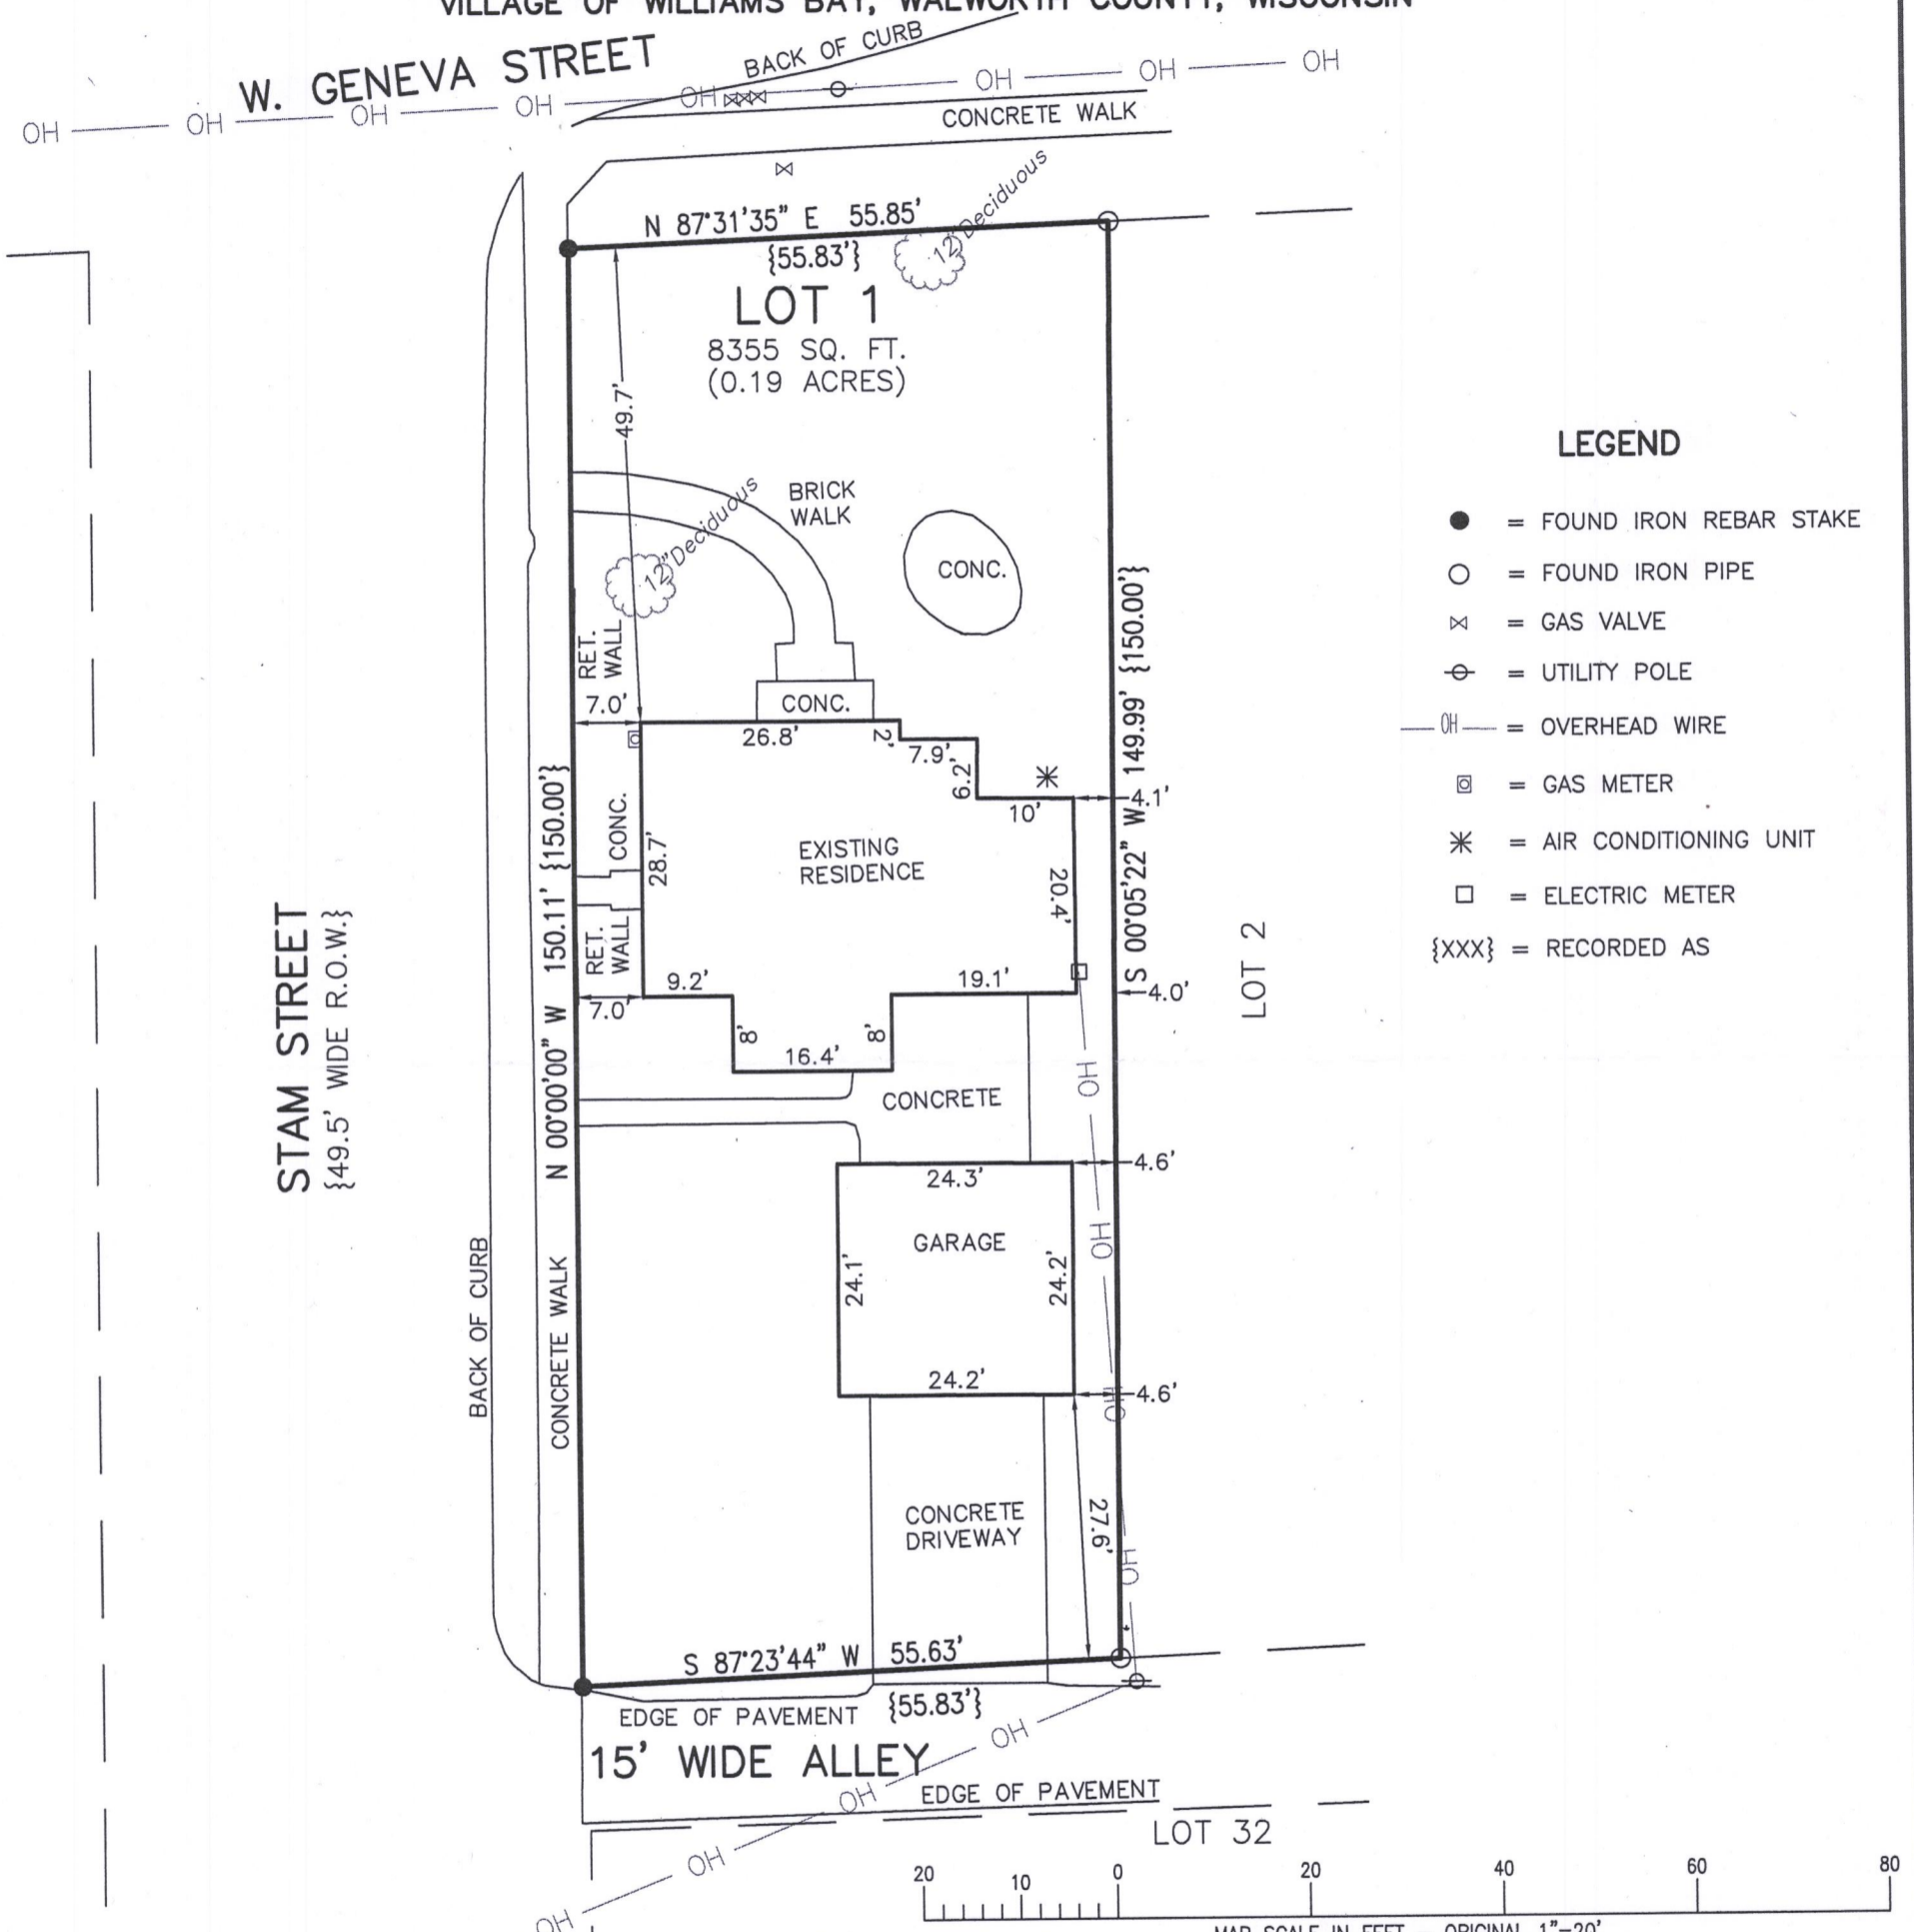 VILLAGE OF WILLIAMS BAY, WALWORTH COUNTY, WISCONSIN
W. GENEVA STREET
BACK OF CURB
OH OH OH OH OH OH OH OH
CONCRETE WALK
N 87°31'35" E 55.85'
{55.83'}
12" Deciduous
LOT 1
8355 SQ. FT.
(0.19 ACRES)
49.7'
BRICK
WALK
12" Deciduous
CONC.
RET.
WALL
7.0'
CONC.
26.8'
2'
7.9'
6.2'
10'
4.1'
S 00°05'22" W 149.99' {150.00'}
CONC.
28.7'
EXISTING
RESIDENCE
20.4'
RET.
WALL
7.0'
9.2'
19.1'
4.0'
8'
8'
16.4'
LOT 2
N 00°00'00" W 150.11' {150.00'}
STAM STREET
{49.5' WIDE R.O.W.}
CONCRETE
OH
24.3'
4.6'
GARAGE
OH
24.1'
24.2'
24.2'
4.6'
OH
BACK OF CURB
CONCRETE WALK
CONCRETE
DRIVEWAY
27.6'
OH
S 87°23'44" W 55.63'
{55.83'}
EDGE OF PAVEMENT
OH
15' WIDE ALLEY
OH
EDGE OF PAVEMENT
LOT 32
OH
OH
LEGEND
= FOUND IRON REBAR STAKE
= FOUND IRON PIPE
= GAS VALVE
= UTILITY POLE
OH = OVERHEAD WIRE
= GAS METER
= AIR CONDITIONING UNIT
= ELECTRIC METER
{XXX} = RECORDED AS
20 10 0 20 40 60 80
MAP SCALE IN FEET - ORIGINAL 1"=20'